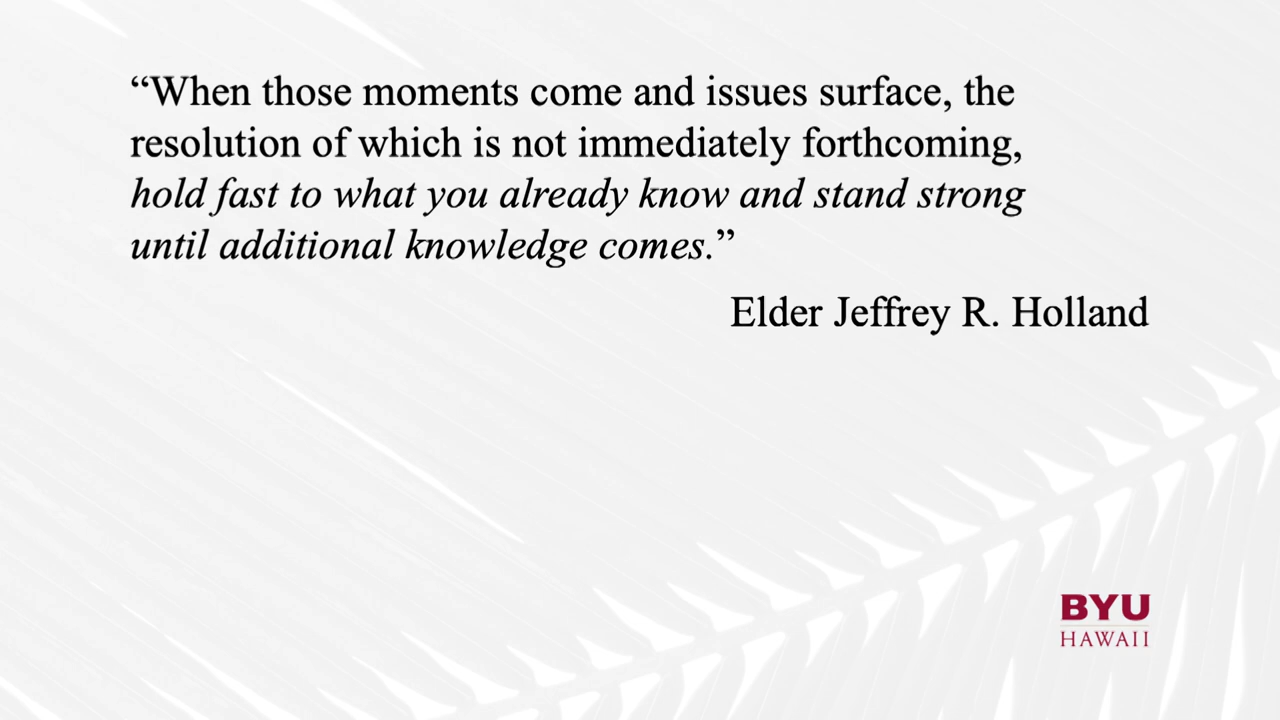 “When those moments come and issues surface, the
resolution of which is not immediately forthcoming,
hold fast to what you already know and stand strong
until additional knowledge comes.”
Elder Jeffrey R. Holland
BYU
HAWAII